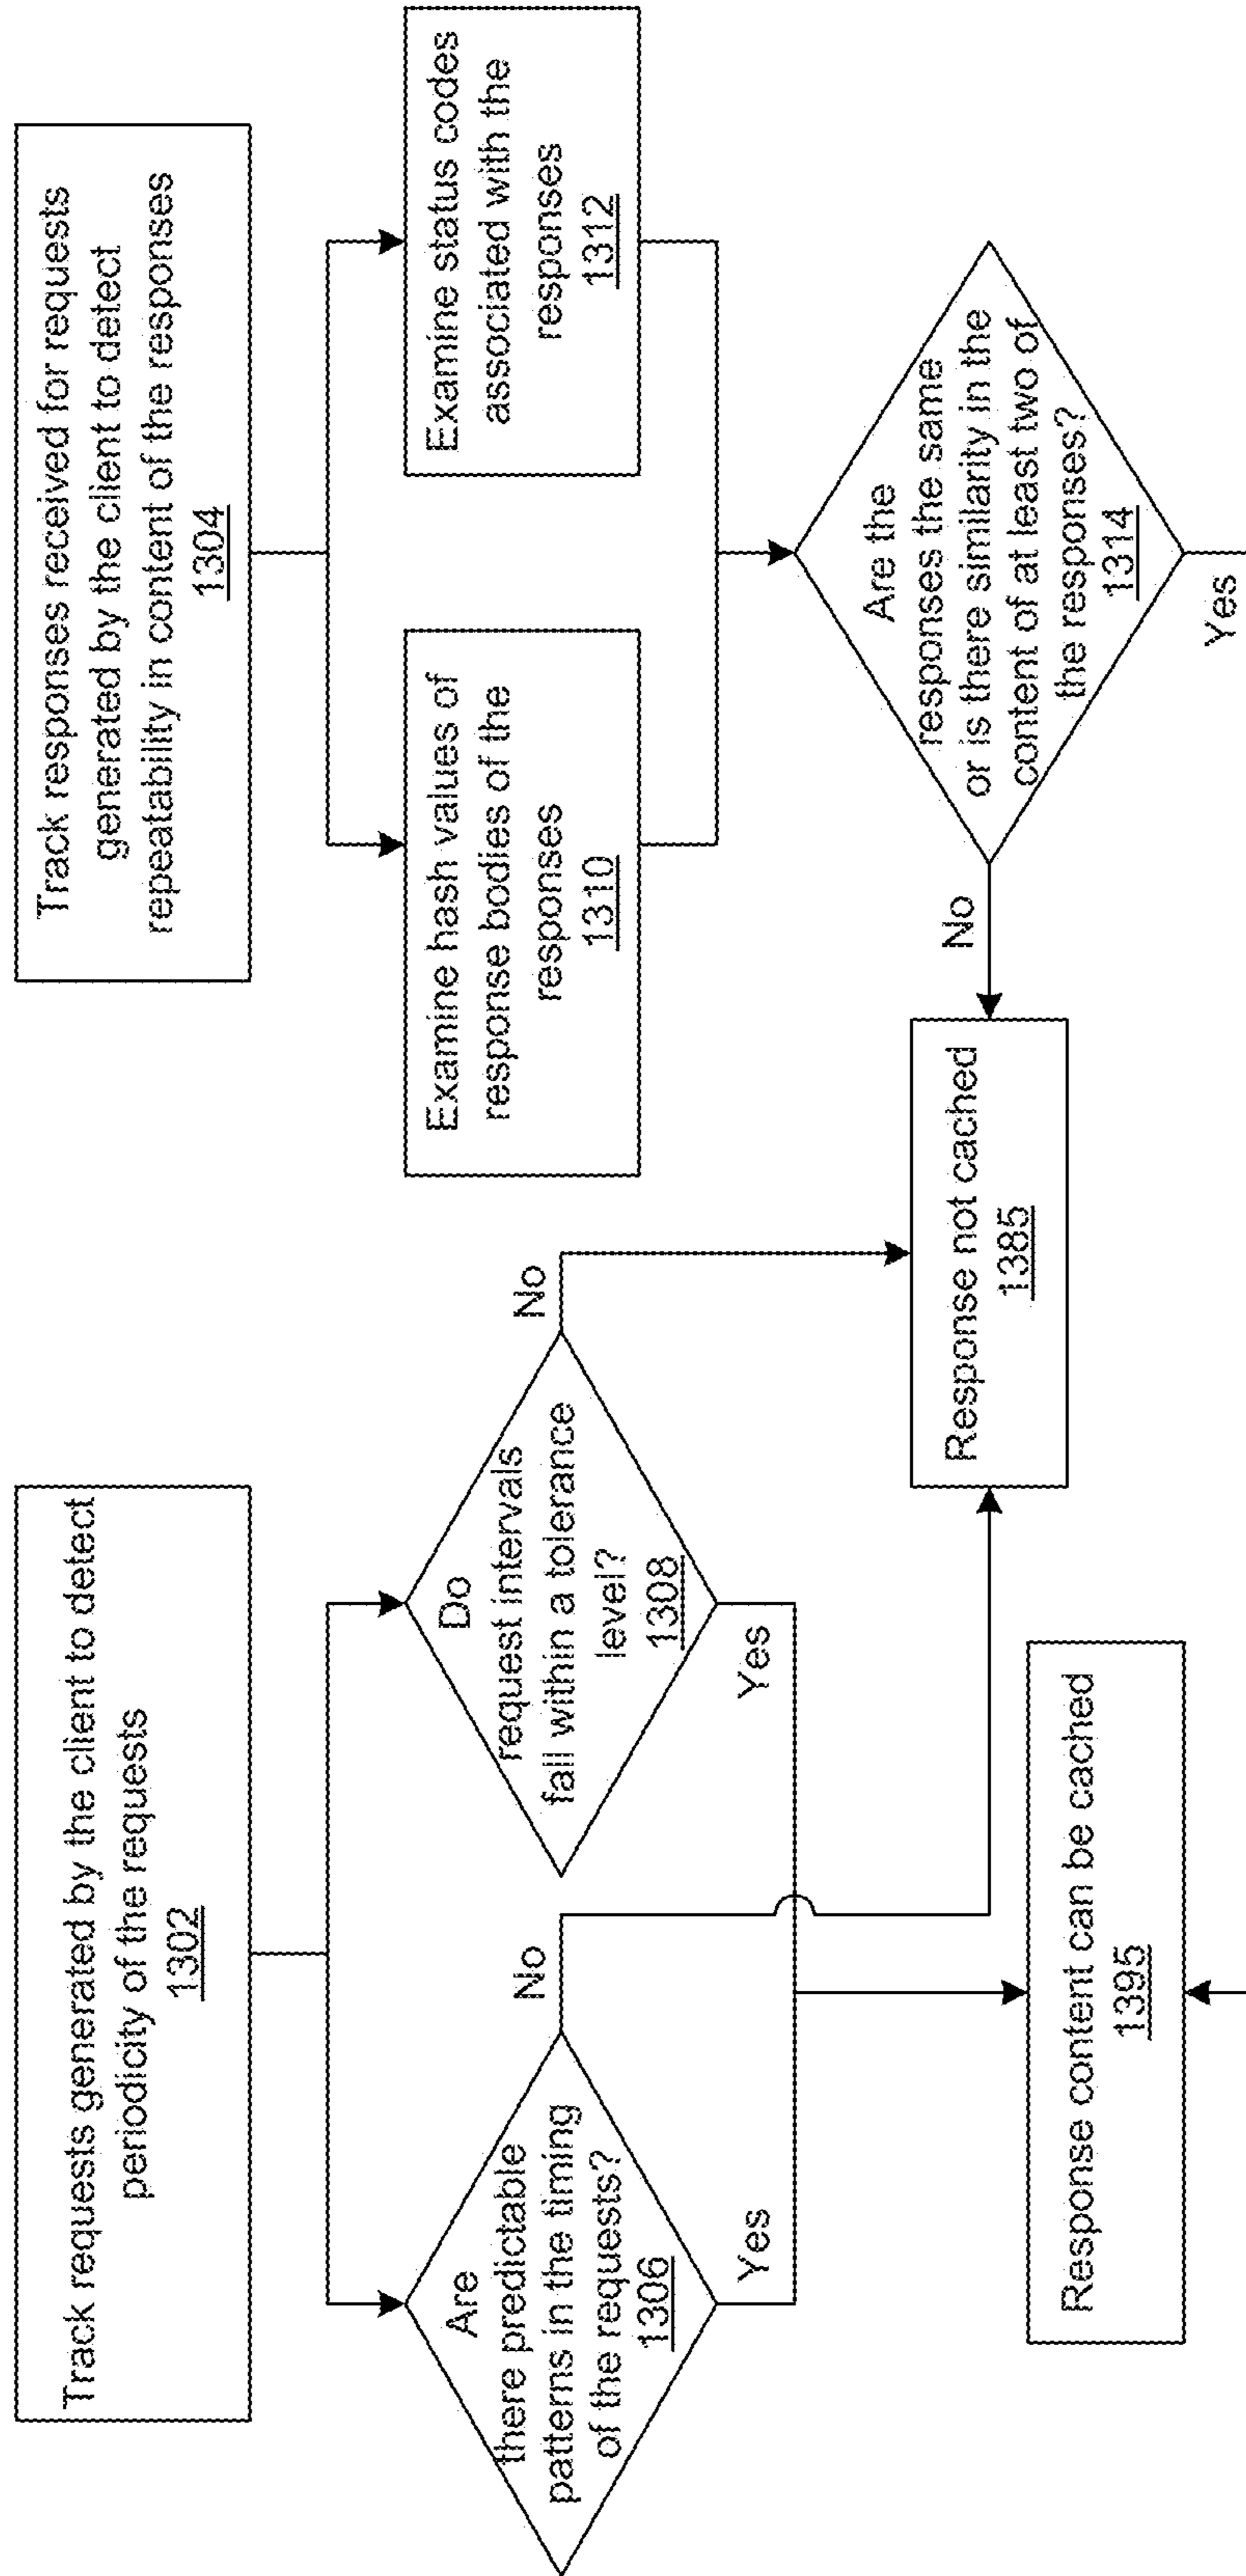 Track requests generated by the client to detect
periodicity of the requests
1302
Are
there predictable
patterns in the timing
of the requests?
1306
No
Yes
Do
request intervals
fall within a tolerance
level?
1308
No
Yes
Response content can be cached
1395
Response not cached
1385
Track responses received for requests
generated by the client to detect
repeatability in content of the responses
1304
Examine hash values of
response bodies of the
responses
1310
Examine status codes
associated with the
responses
1312
Are the
responses the same
or is there similarity in the
content of at least two of
the responses?
1314
No
Yes